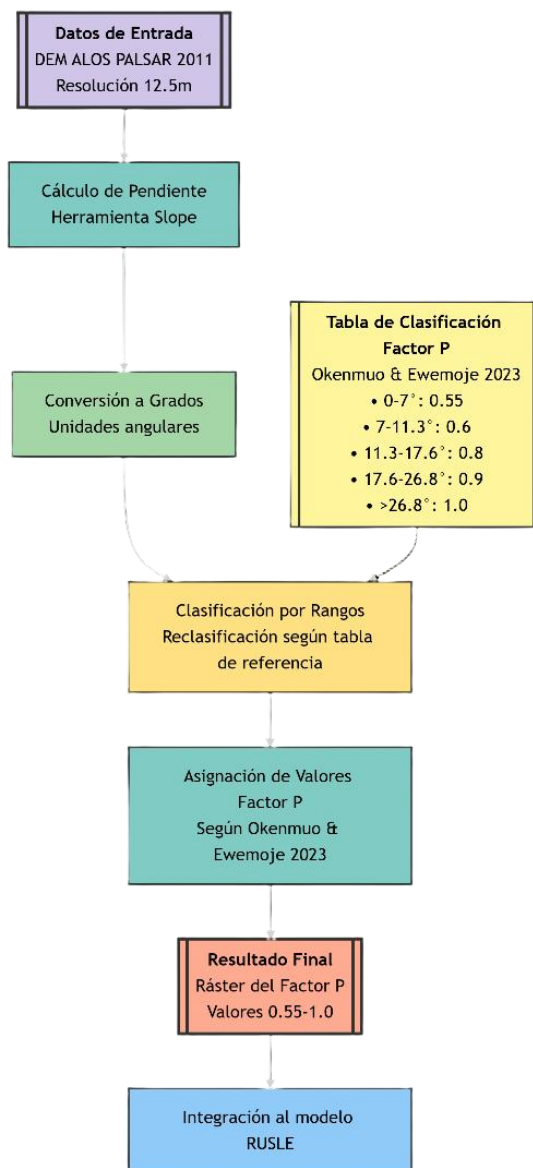 Datos de Entrada
DEM ALOS PALSAR 2011
Resolución 12.5m
Cálculo de Pendiente
Herramienta Slope
Tabla de Clasificación
Factor P
Okenmuo & Ewemoje 2023
• 0-7°: 0.55
• 7-11.3°: 0.6
• 11.3-17.6°: 0.8
• 17.6-26.8°: 0.9
• >26.8°: 1.0
Conversión a Grados
Unidades angulares
Clasificación por Rangos
Reclasificación según tabla
de referencia
Asignación de Valores
Factor P
Según Okenmuo &
Ewemoje 2023
Resultado Final
Ráster del Factor P
Valores 0.55-1.0
Integración al modelo
RUSLE